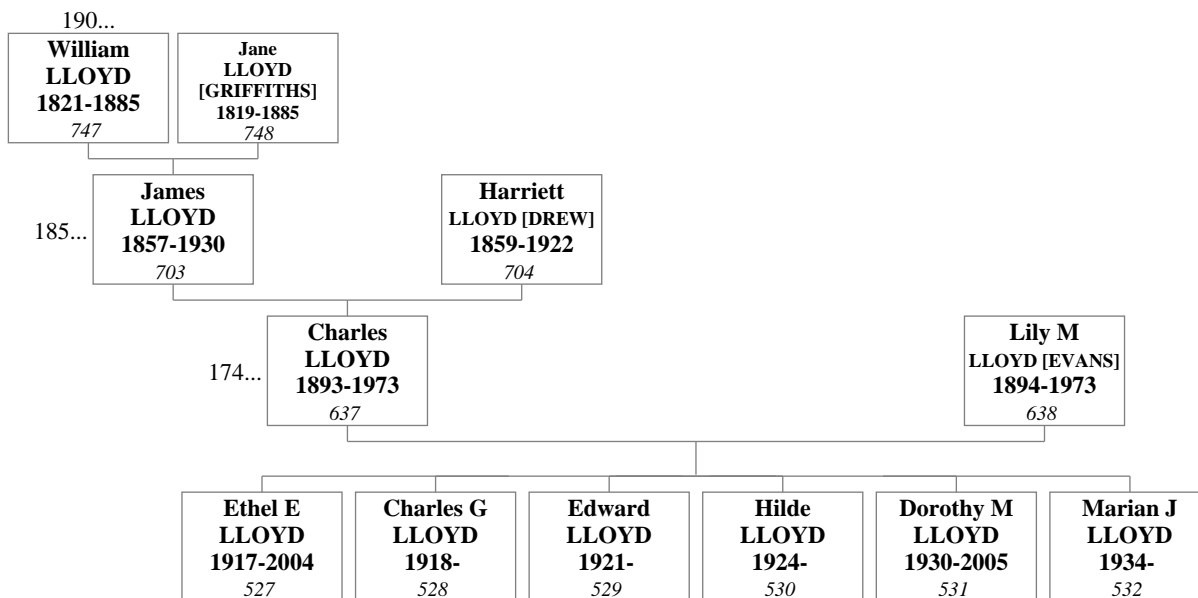 190...
William
LLOYD
1821-1885
747
Jane
LLOYD
[GRIFFITHS]
1819-1885
748
185...
James
LLOYD
1857-1930
703
Harriett
LLOYD [DREW]
1859-1922
704
174...
Charles
LLOYD
1893-1973
637
Lily M
LLOYD [EVANS]
1894-1973
638
Ethel E
LLOYD
1917-2004
527
Charles G
LLOYD
1918-
528
Edward
LLOYD
1921-
529
Hilde
LLOYD
1924-
530
Dorothy M
LLOYD
1930-2005
531
Marian J
LLOYD
1934-
532